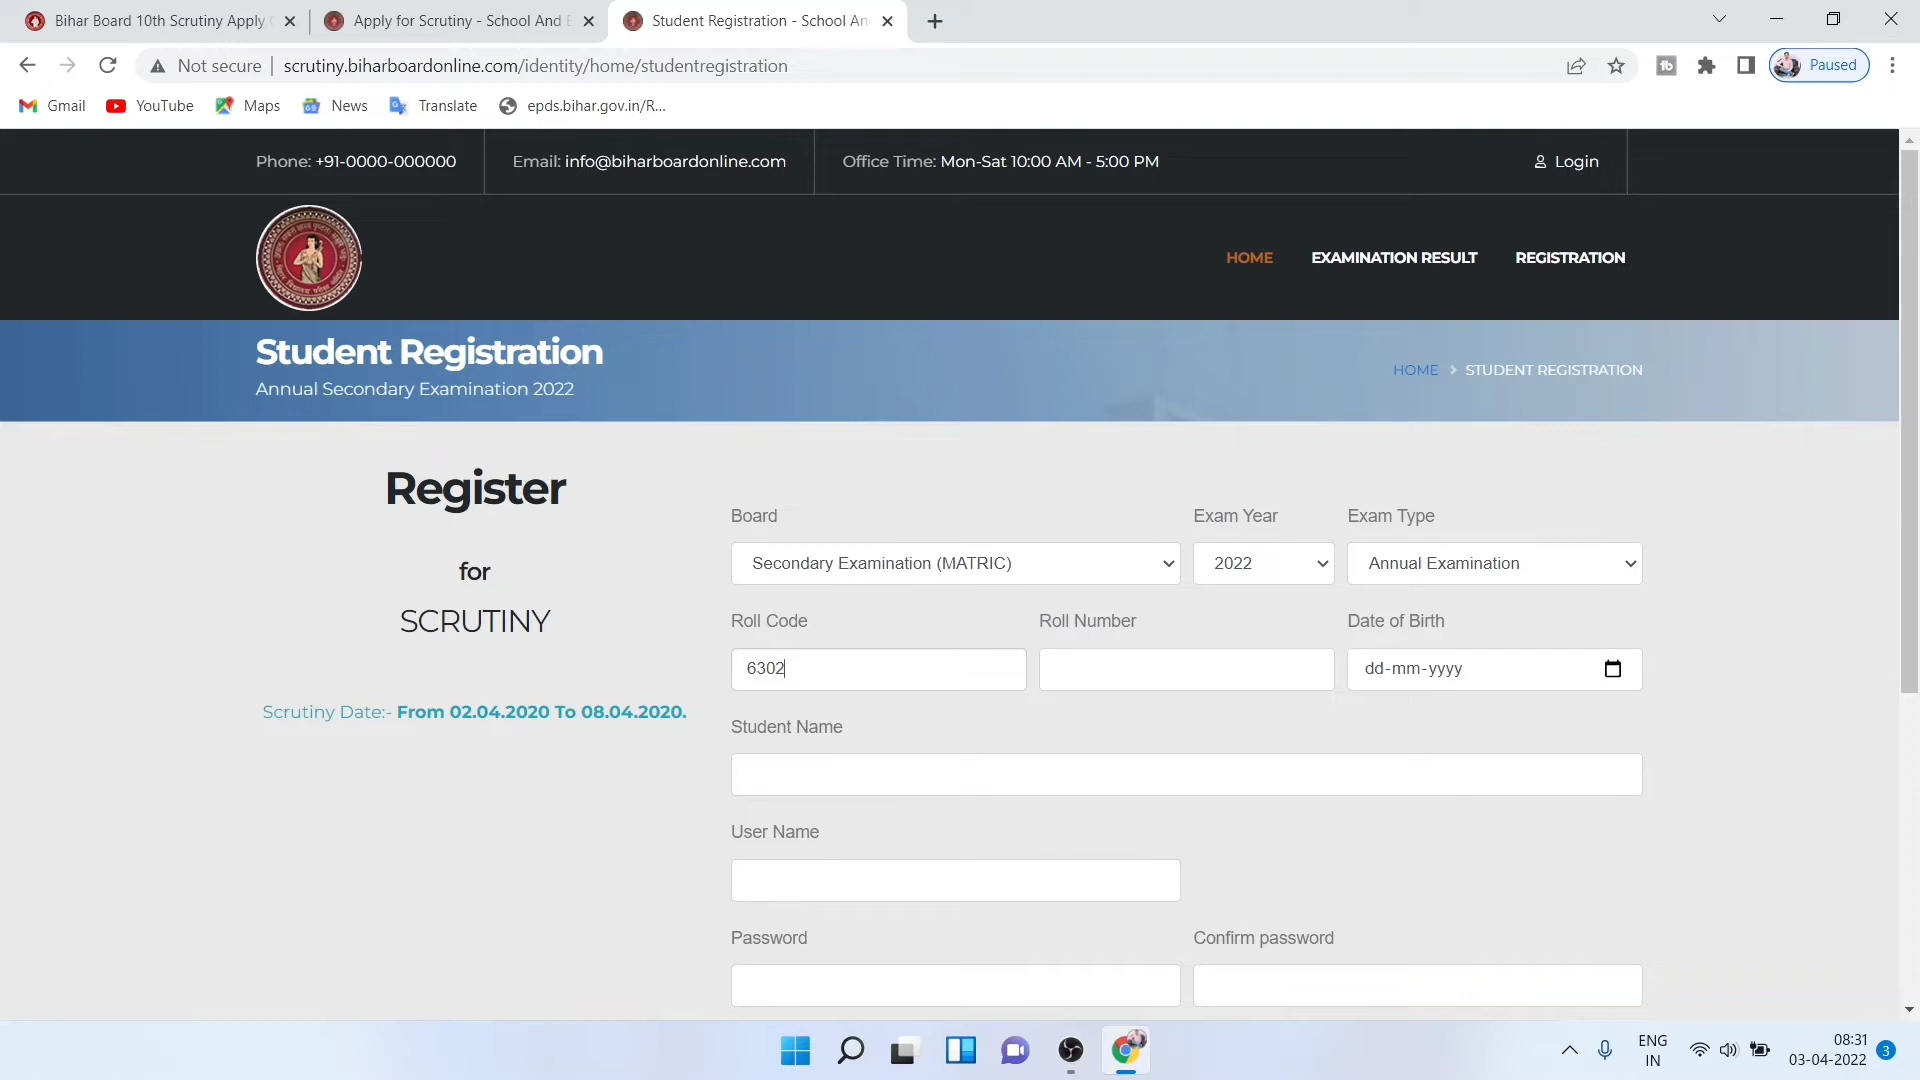 Bihar Board 10th Scrutiny Apply
Apply for Scrutiny - School And
Student Registration - School An
Not secure
scrutiny.biharboardonline.com/identity/home/studentregistration
Paused
Gmail
YouTube
Maps
News
Translate
epds.bihar.gov.in/R...
Phone: +91-0000-000000
Email: info@biharboardonline.com
Office Time: Mon-Sat 10:00 AM - 5:00 PM
Login
HOME
EXAMINATION RESULT
REGISTRATION
Student Registration
Annual Secondary Examination 2022
HOME > STUDENT REGISTRATION
Register
for
SCRUTINY
Scrutiny Date:- From 02.04.2020 To 08.04.2020.
Board
Exam Year
Exam Type
Secondary Examination (MATRIC)
2022
Annual Examination
Roll Code
Roll Number
Date of Birth
6302
dd-mm-yyyy
Student Name
User Name
Password
Confirm password
ENG
IN
08:31
03-04-2022
3